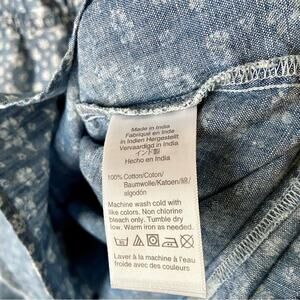 Made in India
Fabriqué en Inde
in Indien Hergestellt
Vervaardigd in India
インド製
Hecho en India
100% Cotton/Coton/
Baumwolle/Katoen/綿/
algodón
Machine wash cold with
like colors. Non chlorine
bleach only. Tumble dry
low. Warm iron as needed.
Laver à la machine à l'eau
froide avec des couleurs